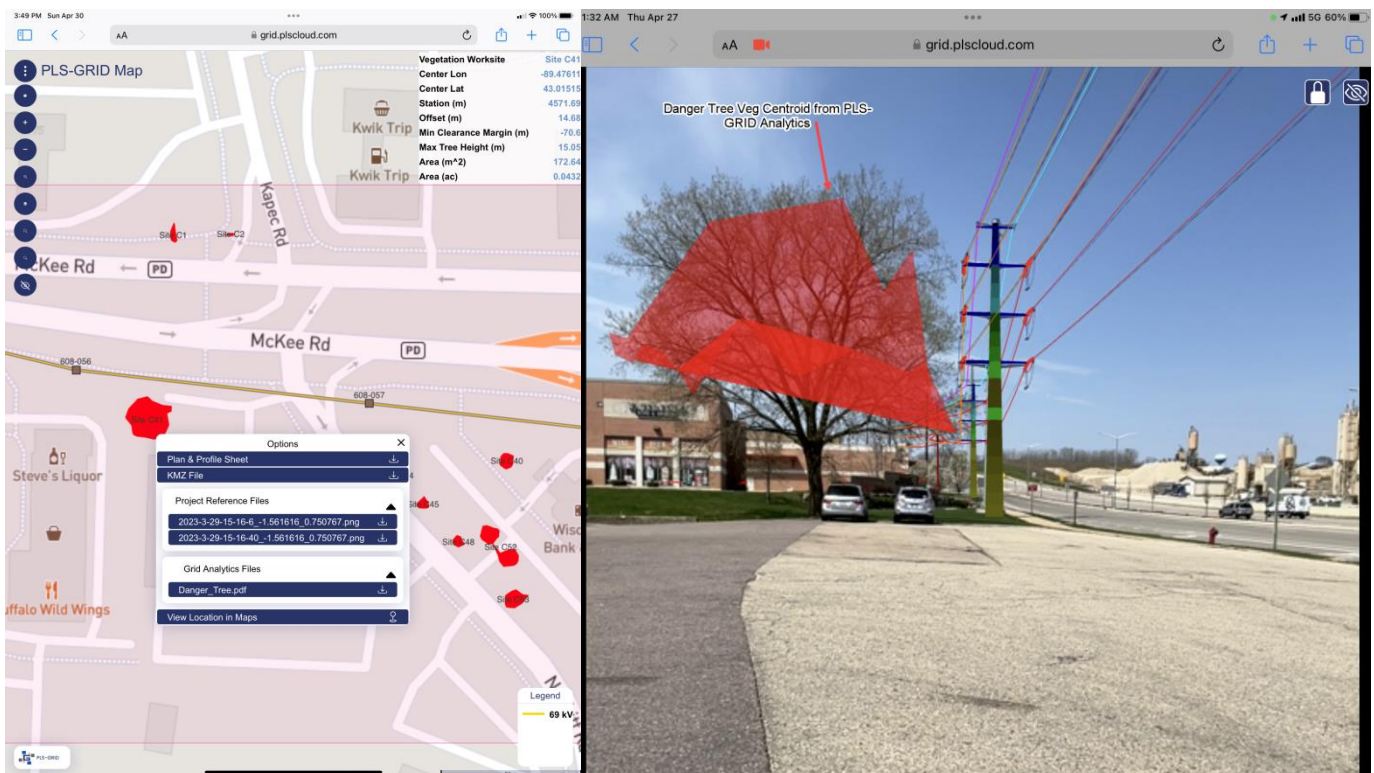 3:49 PM Sun Apr 30
100%
AA
grid.plscloud.com
PLS-GRID Map
Vegetation Worksite Site C41
Center Lon -89.47611
Center Lat 43.01515
Station (m) 4571.69
Offset (m) 14.68
Min Clearance Margin (m) -70.6
Max Tree Height (m) 15.05
Area (m^2) 172.64
Area (ac) 0.0432
Kwik Trip
Kwik Trip
Kapec Rd
Site C1
Site C2
McKee Rd
PD
McKee Rd
PD
608-056
608-057
Site C41
Steve's Liquor
Options
Plan & Profile Sheet
KMZ File
Project Reference Files
2023-3-29-15-16-6_-1.561616_0.750767.png
2023-3-29-15-16-40_-1.561616_0.750767.png
Grid Analytics Files
Danger_Tree.pdf
View Location in Maps
Site C48
Site C52
Bank
Wild Wings
Legend
69 kV
PLS-GRID
1:32 AM Thu Apr 27
5G 60%
AA
grid.plscloud.com
Danger Tree Veg Centroid from PLS-
GRID Analytics